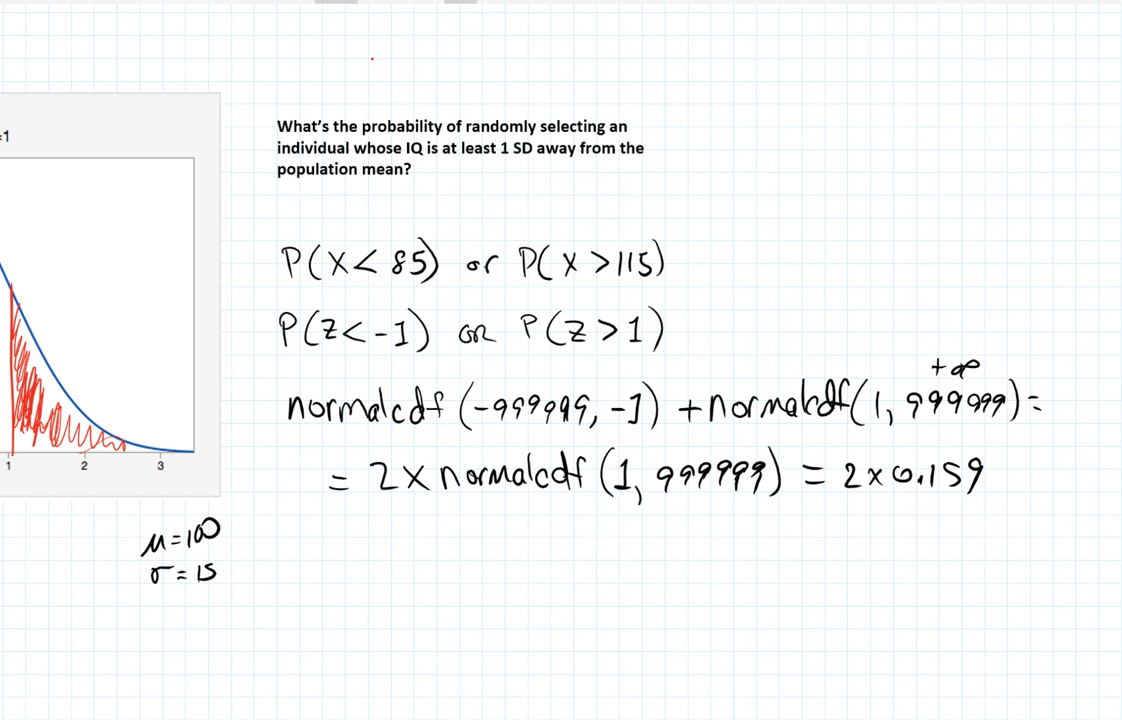 =1
What's the probability of randomly selecting an
individual whose IQ is at least 1 SD away from the
population mean?
P(X < 85) or P(X > 115)
P(Z < -1) or P(Z > 1)
+∞
normalcdf (-999999, -1) + normalcdf(1, 999999) =
= 2 × normalcdf (1, 999999) = 2 × 0.159
1 2 3
μ = 100
σ = 15